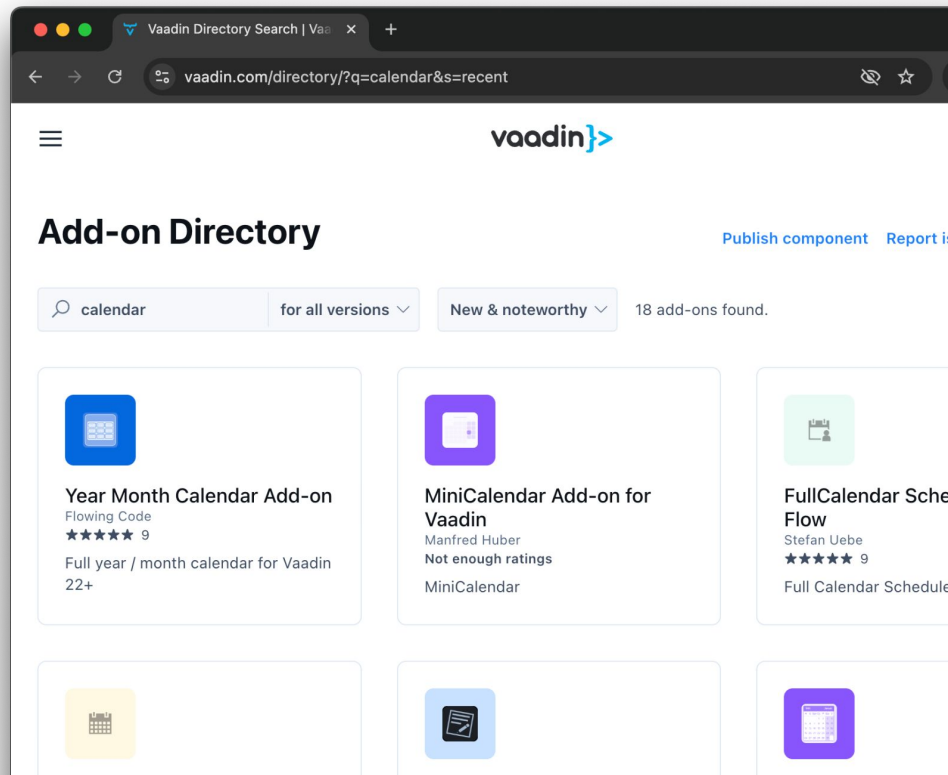 Vaadin Directory Search | Vaa
vaadin.com/directory/?q=calendar&s=recent
vaadin}>
Add-on Directory
Publish component Report is
calendar for all versions New & noteworthy 18 add-ons found.
Year Month Calendar Add-on
Flowing Code
★★★★★ 9
Full year / month calendar for Vaadin
22+
MiniCalendar Add-on for
Vaadin
Manfred Huber
Not enough ratings
MiniCalendar
FullCalendar Sche
Flow
Stefan Uebe
★★★★★ 9
Full Calendar Schedule